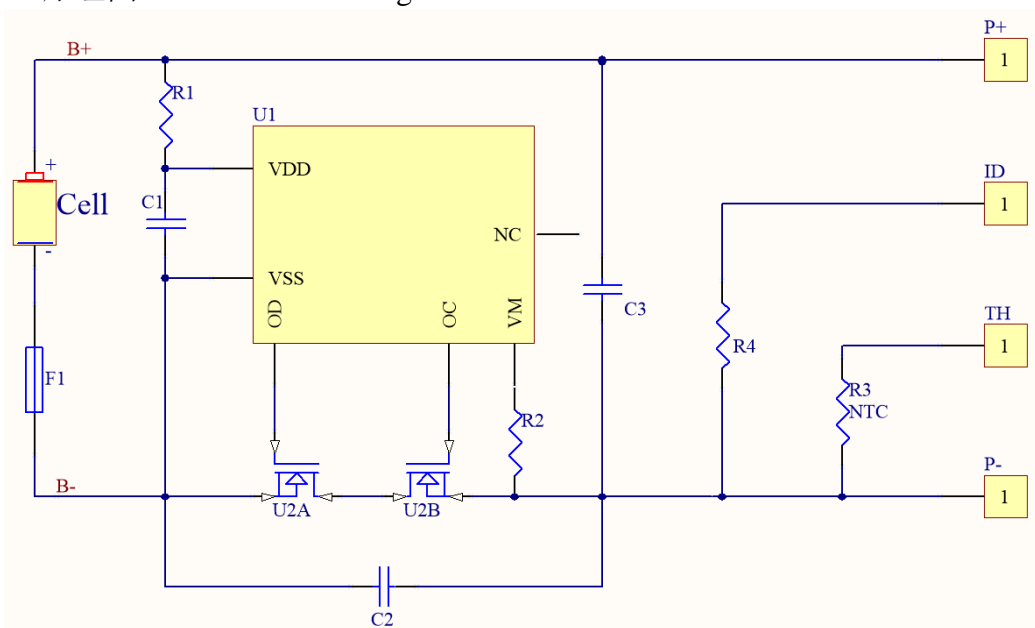 B+
P+
1
R1
U1
VDD
+
Cell
C1
ID
1
NC
-
VSS
OD
OC
VM
C3
TH
1
R4
R3
NTC
F1
R2
B-
P-
1
U2A
U2B
C2